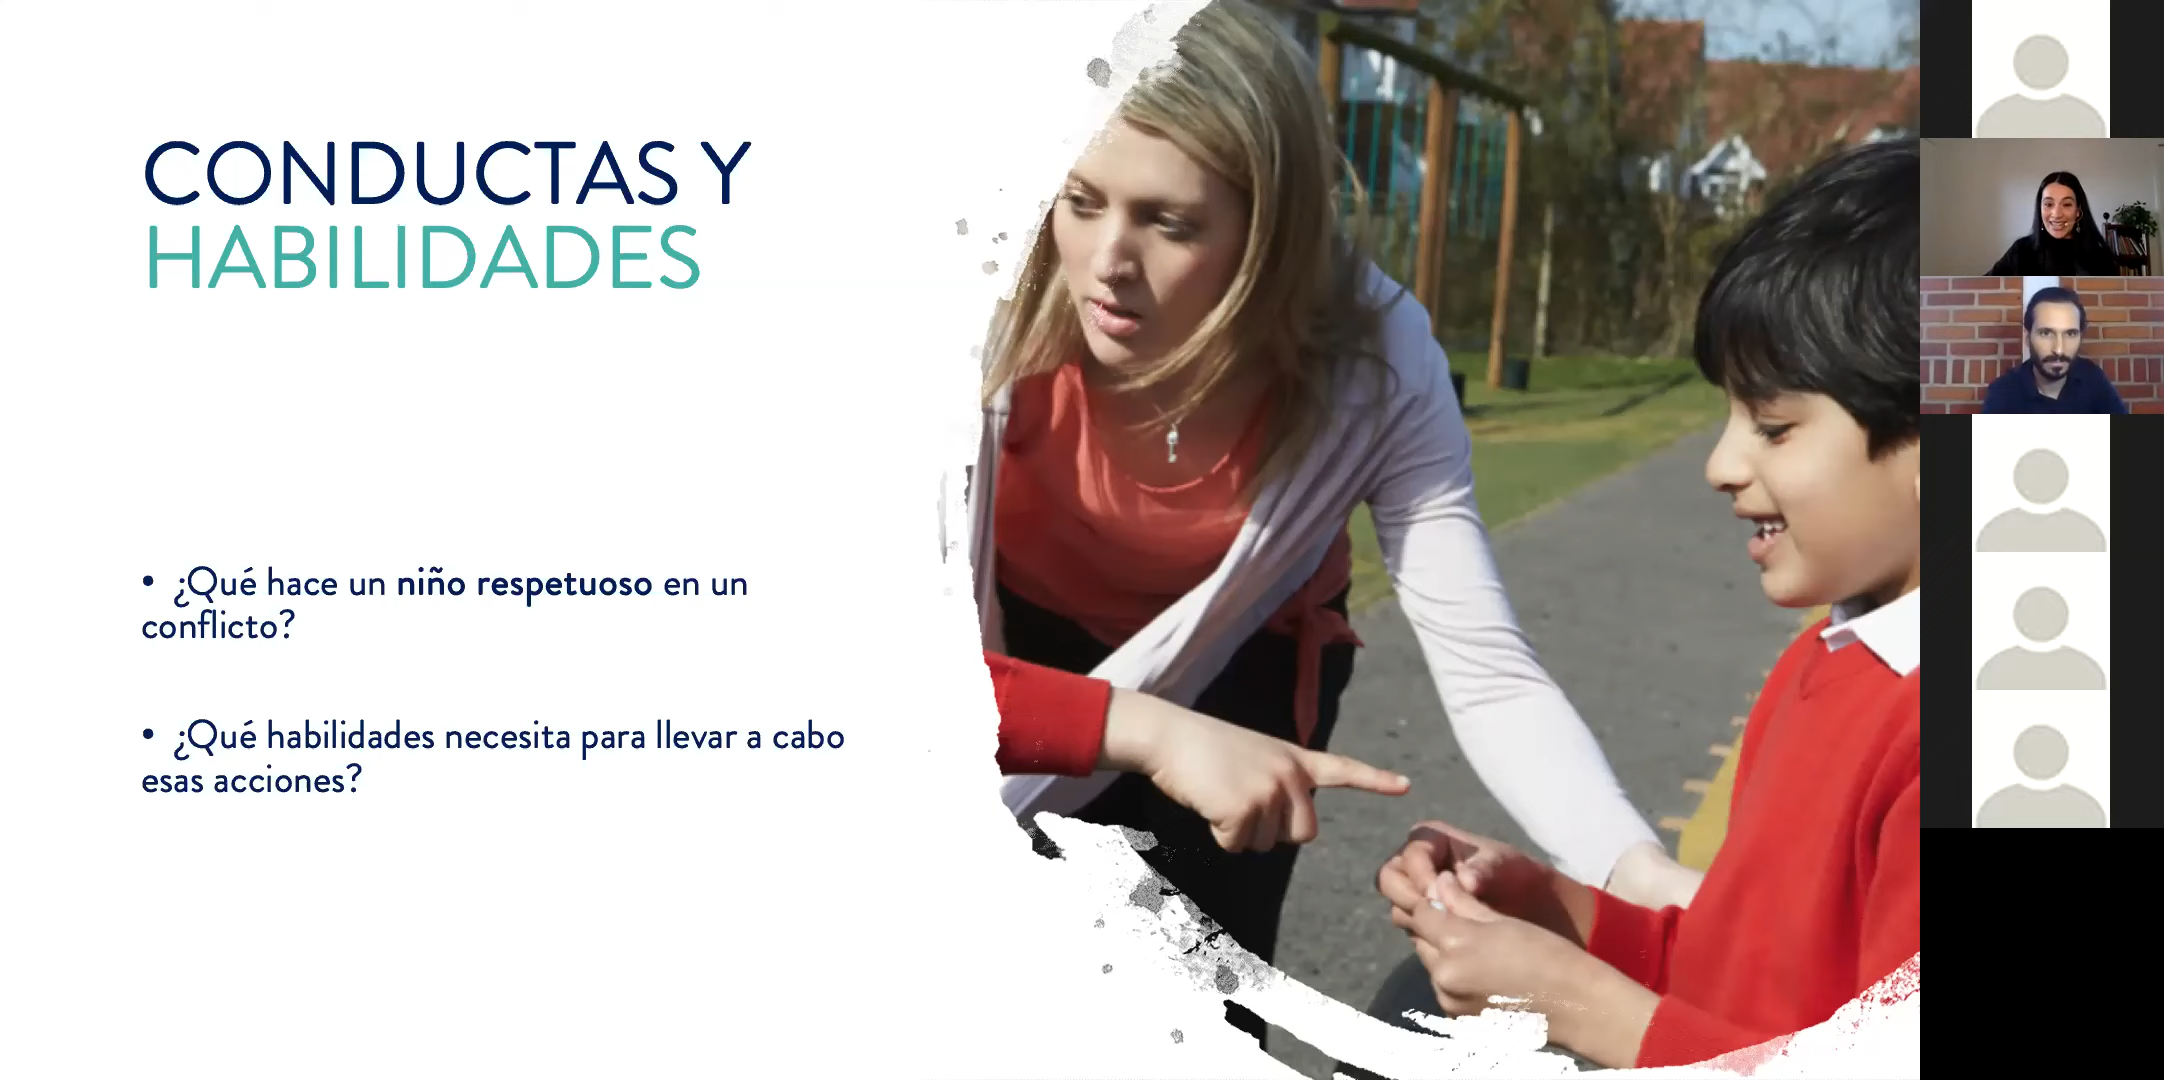 CONDUCTAS Y
HABILIDADES
• ¿Qué hace un niño respetuoso en un
conflicto?
• ¿Qué habilidades necesita para llevar a cabo
esas acciones?